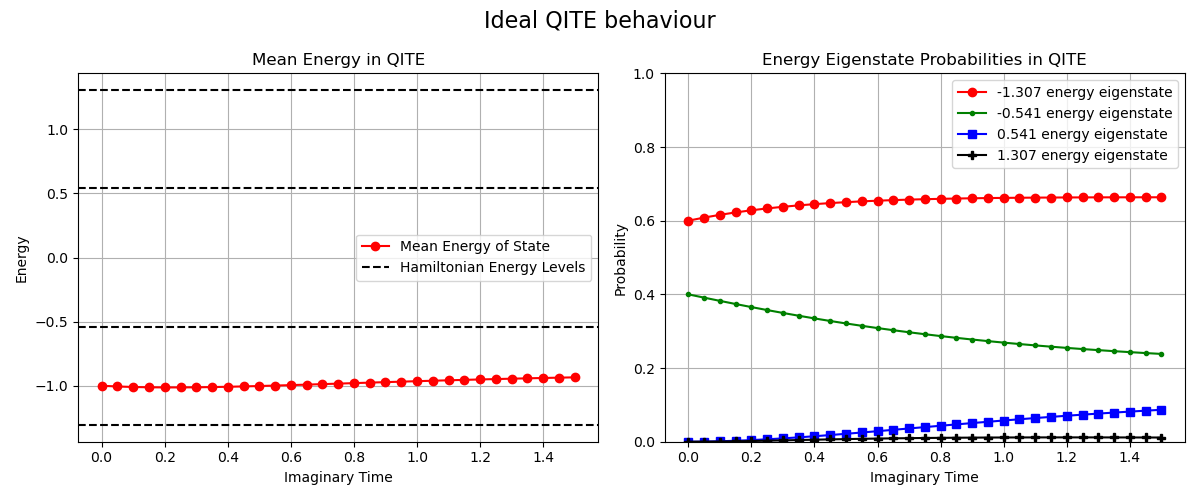 Ideal QITE behaviour
Mean Energy in QITE
Energy
1.0
0.5
0.0
−0.5
−1.0
Mean Energy of State
Hamiltonian Energy Levels
0.0 0.2 0.4 0.6 0.8 1.0 1.2 1.4
Imaginary Time
Energy Eigenstate Probabilities in QITE
Probability
1.0
0.8
0.6
0.4
0.2
0.0
-1.307 energy eigenstate
-0.541 energy eigenstate
0.541 energy eigenstate
1.307 energy eigenstate
0.0 0.2 0.4 0.6 0.8 1.0 1.2 1.4
Imaginary Time